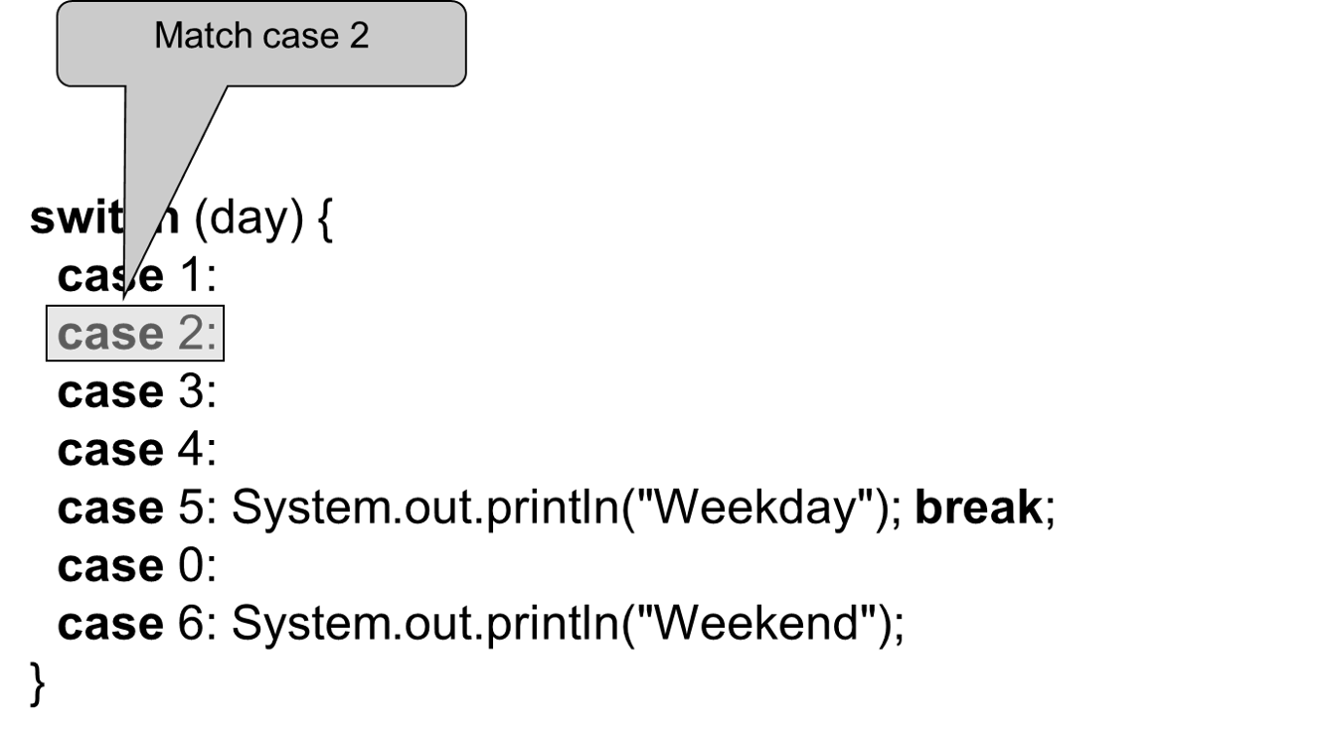 Match case 2
switch (day) {
case 1:
case 2:
case 3:
case 4:
case 5: System.out.println("Weekday"); break;
case 0:
case 6: System.out.println("Weekend");
}